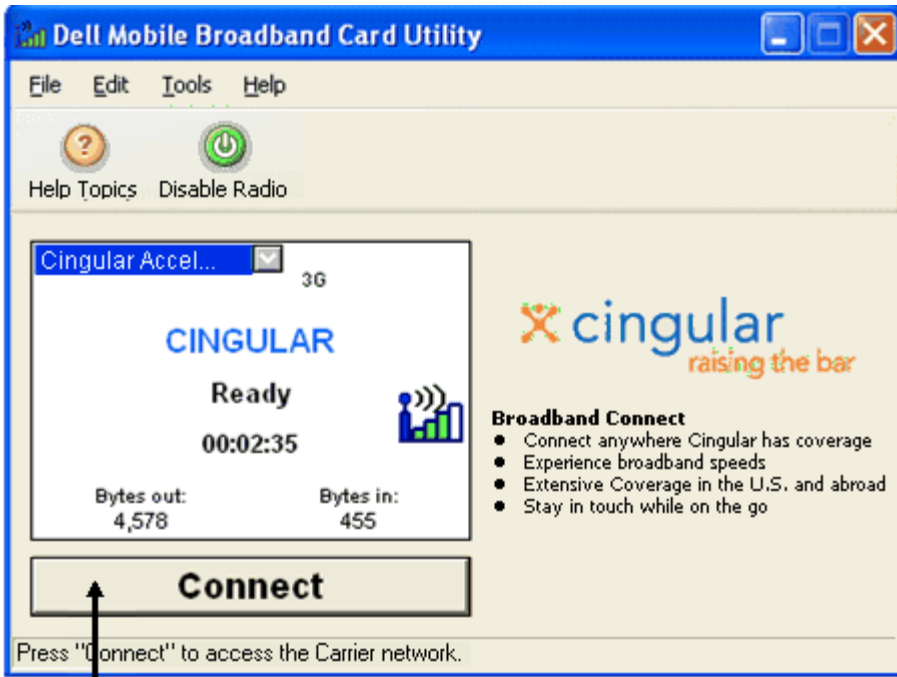 Dell Mobile Broadband Card Utility
File Edit Tools Help
Help Topics Disable Radio
Cingular Accel...
3G
CINGULAR
Ready
00:02:35
Bytes out: Bytes in:
4,578 455
Connect
cingular
raising the bar
Broadband Connect
● Connect anywhere Cingular has coverage
● Experience broadband speeds
● Extensive Coverage in the U.S. and abroad
● Stay in touch while on the go
Press "Connect" to access the Carrier network.